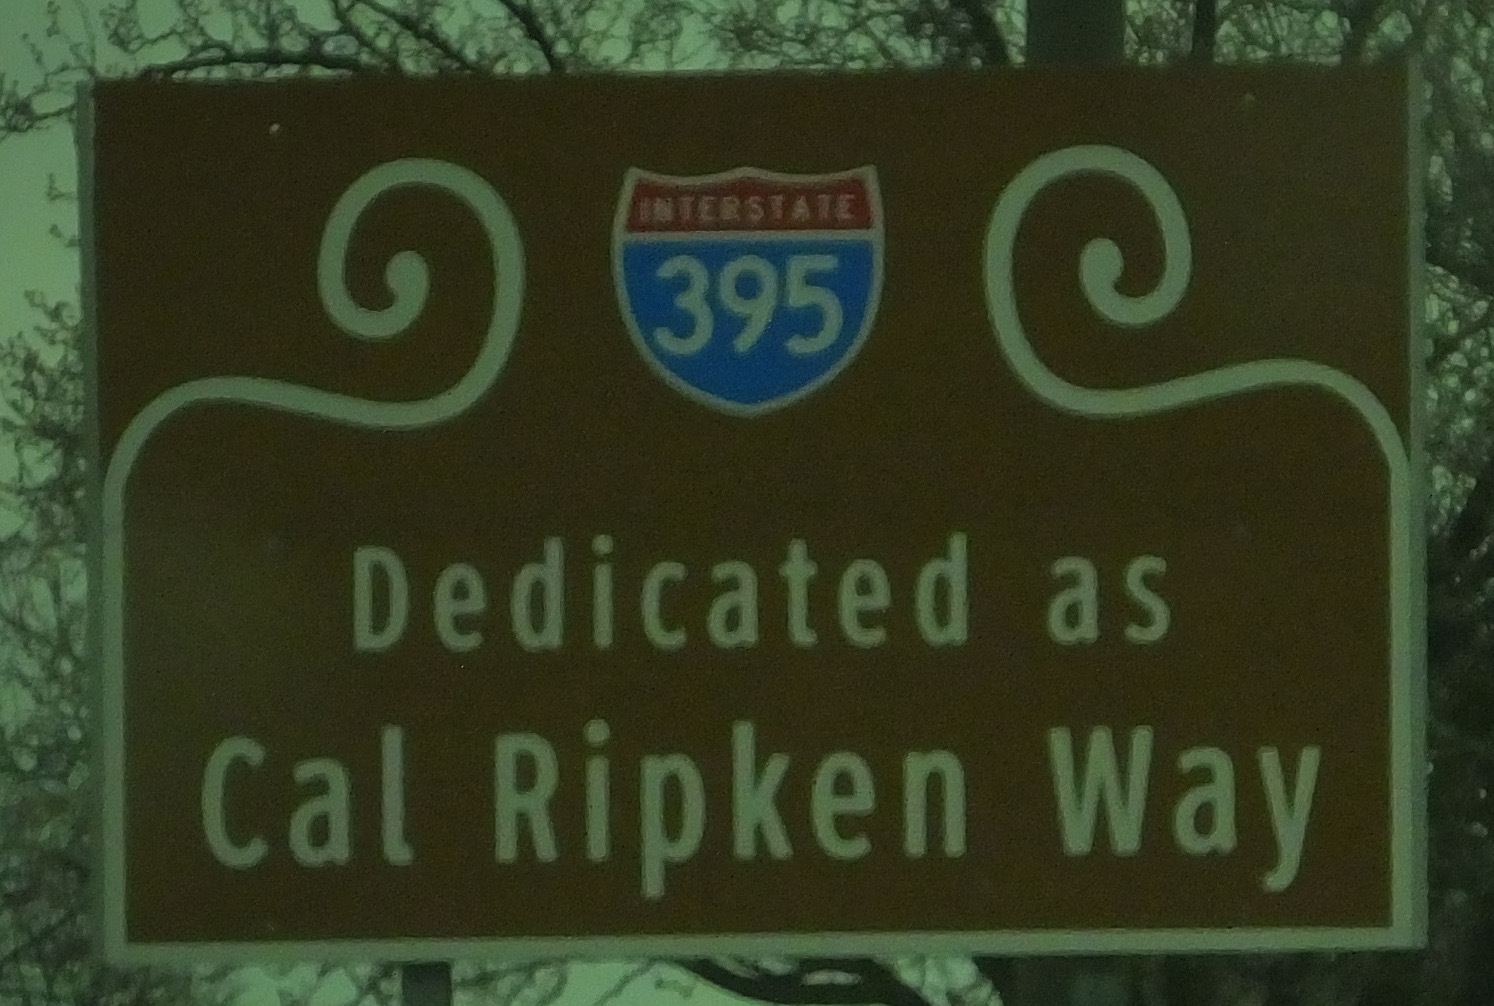 INTERSTATE
395
Dedicated as
Cal Ripken Way